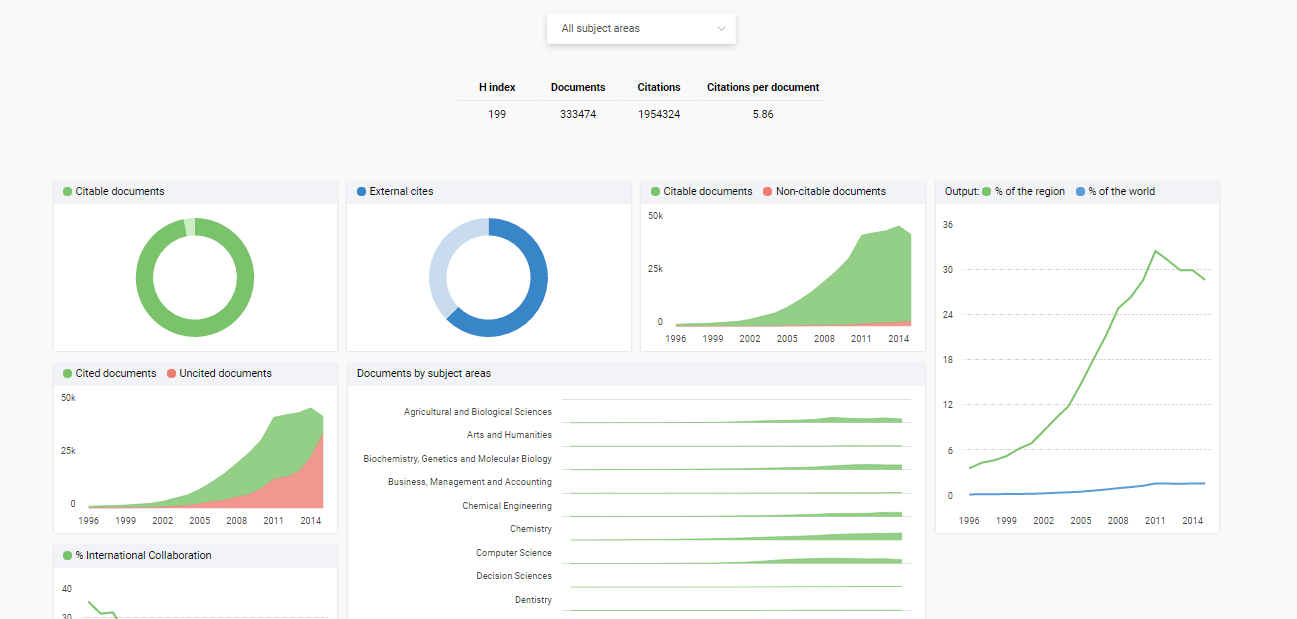 All subject areas
H index Documents Citations Citations per document
199 333474 1954324 5.86
Citable documents
External cites
Citable documents Non-citable documents
50k
25k
0
1996 1999 2002 2005 2008 2011 2014
Output: % of the region % of the world
36
30
24
18
12
6
0
1996 1999 2002 2005 2008 2011 2014
Cited documents Uncited documents
50k
25k
0
1996 1999 2002 2005 2008 2011 2014
Documents by subject areas
Agricultural and Biological Sciences
Arts and Humanities
Biochemistry, Genetics and Molecular Biology
Business, Management and Accounting
Chemical Engineering
Chemistry
Computer Science
Decision Sciences
Dentistry
% International Collaboration
40
30